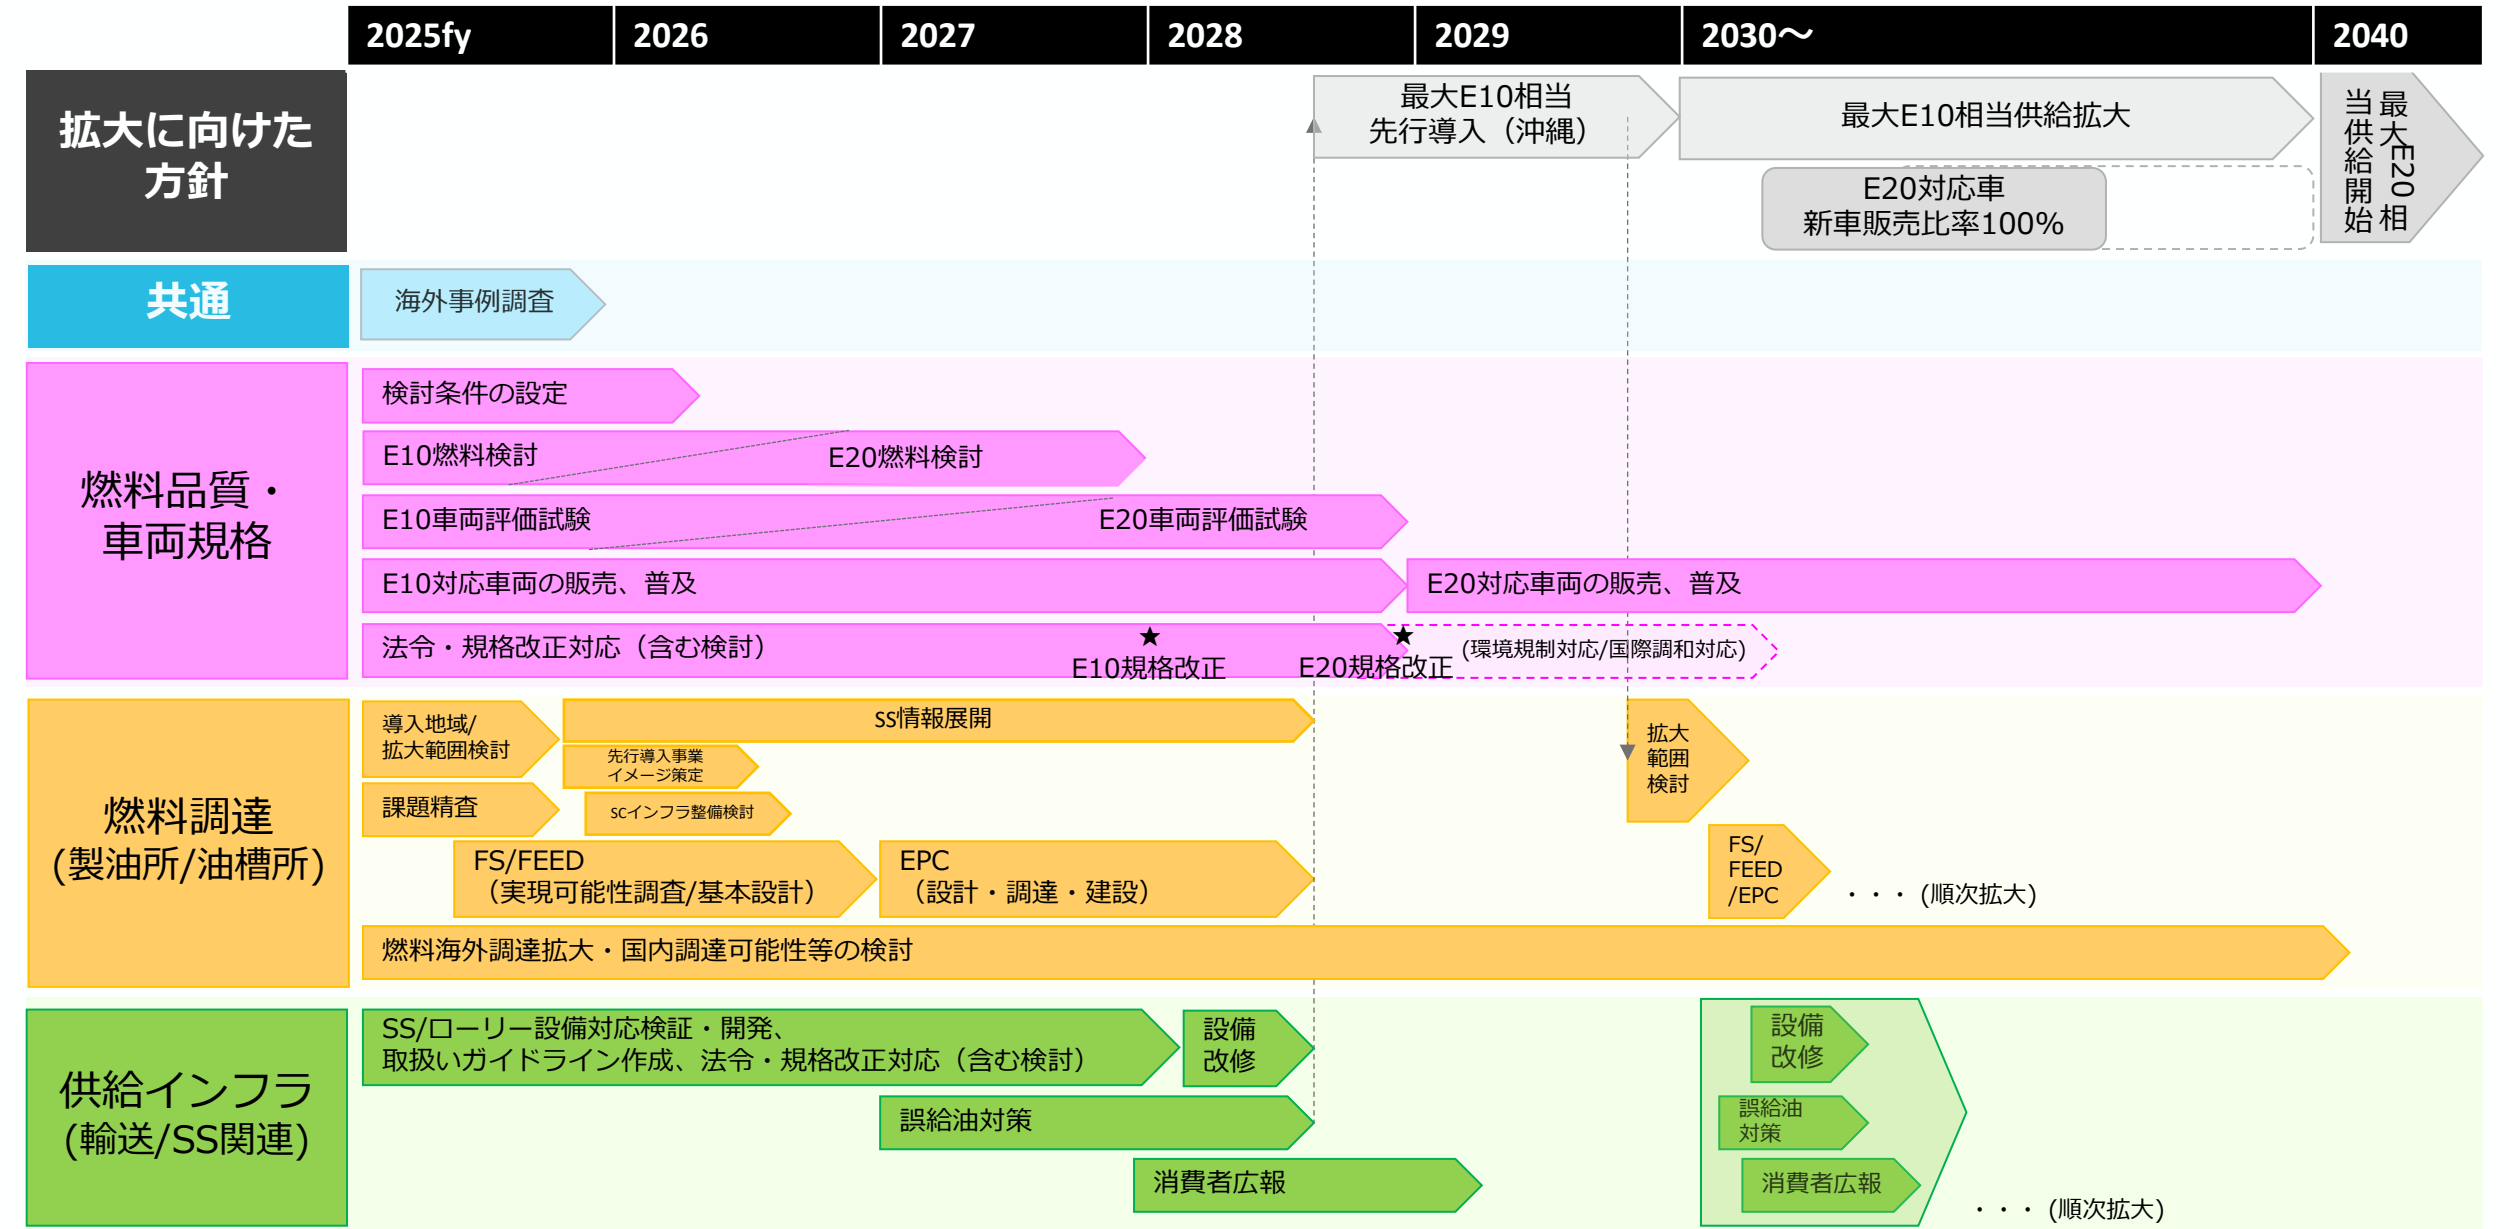 2025fy
2026
2027
2028
2029
2030～
2040
拡大に向けた
方針
最大E10相当
先行導入（沖縄）
最大E10相当供給拡大
E20対応車
新車販売比率100%
最大E20相
当供給開始
共通
海外事例調査
燃料品質・
車両規格
検討条件の設定
E10燃料検討
E20燃料検討
E10車両評価試験
E20車両評価試験
E10対応車両の販売、普及
E20対応車両の販売、普及
法令・規格改正対応（含む検討）
★
E10規格改正
★
E20規格改正
(環境規制対応/国際調和対応)
燃料調達
(製油所/油槽所)
導入地域/
拡大範囲検討
SS情報展開
先行導入事業
イメージ策定
課題精査
SCインフラ整備検討
拡大
範囲
検討
FS/FEED
（実現可能性調査/基本設計）
EPC
（設計・調達・建設）
FS/
FEED
/EPC
・・・ (順次拡大)
燃料海外調達拡大・国内調達可能性等の検討
供給インフラ
(輸送/SS関連)
SS/ローリー設備対応検証・開発、
取扱いガイドライン作成、法令・規格改正対応（含む検討）
設備
改修
誤給油対策
消費者広報
設備
改修
誤給油
対策
消費者広報
・・・ (順次拡大)